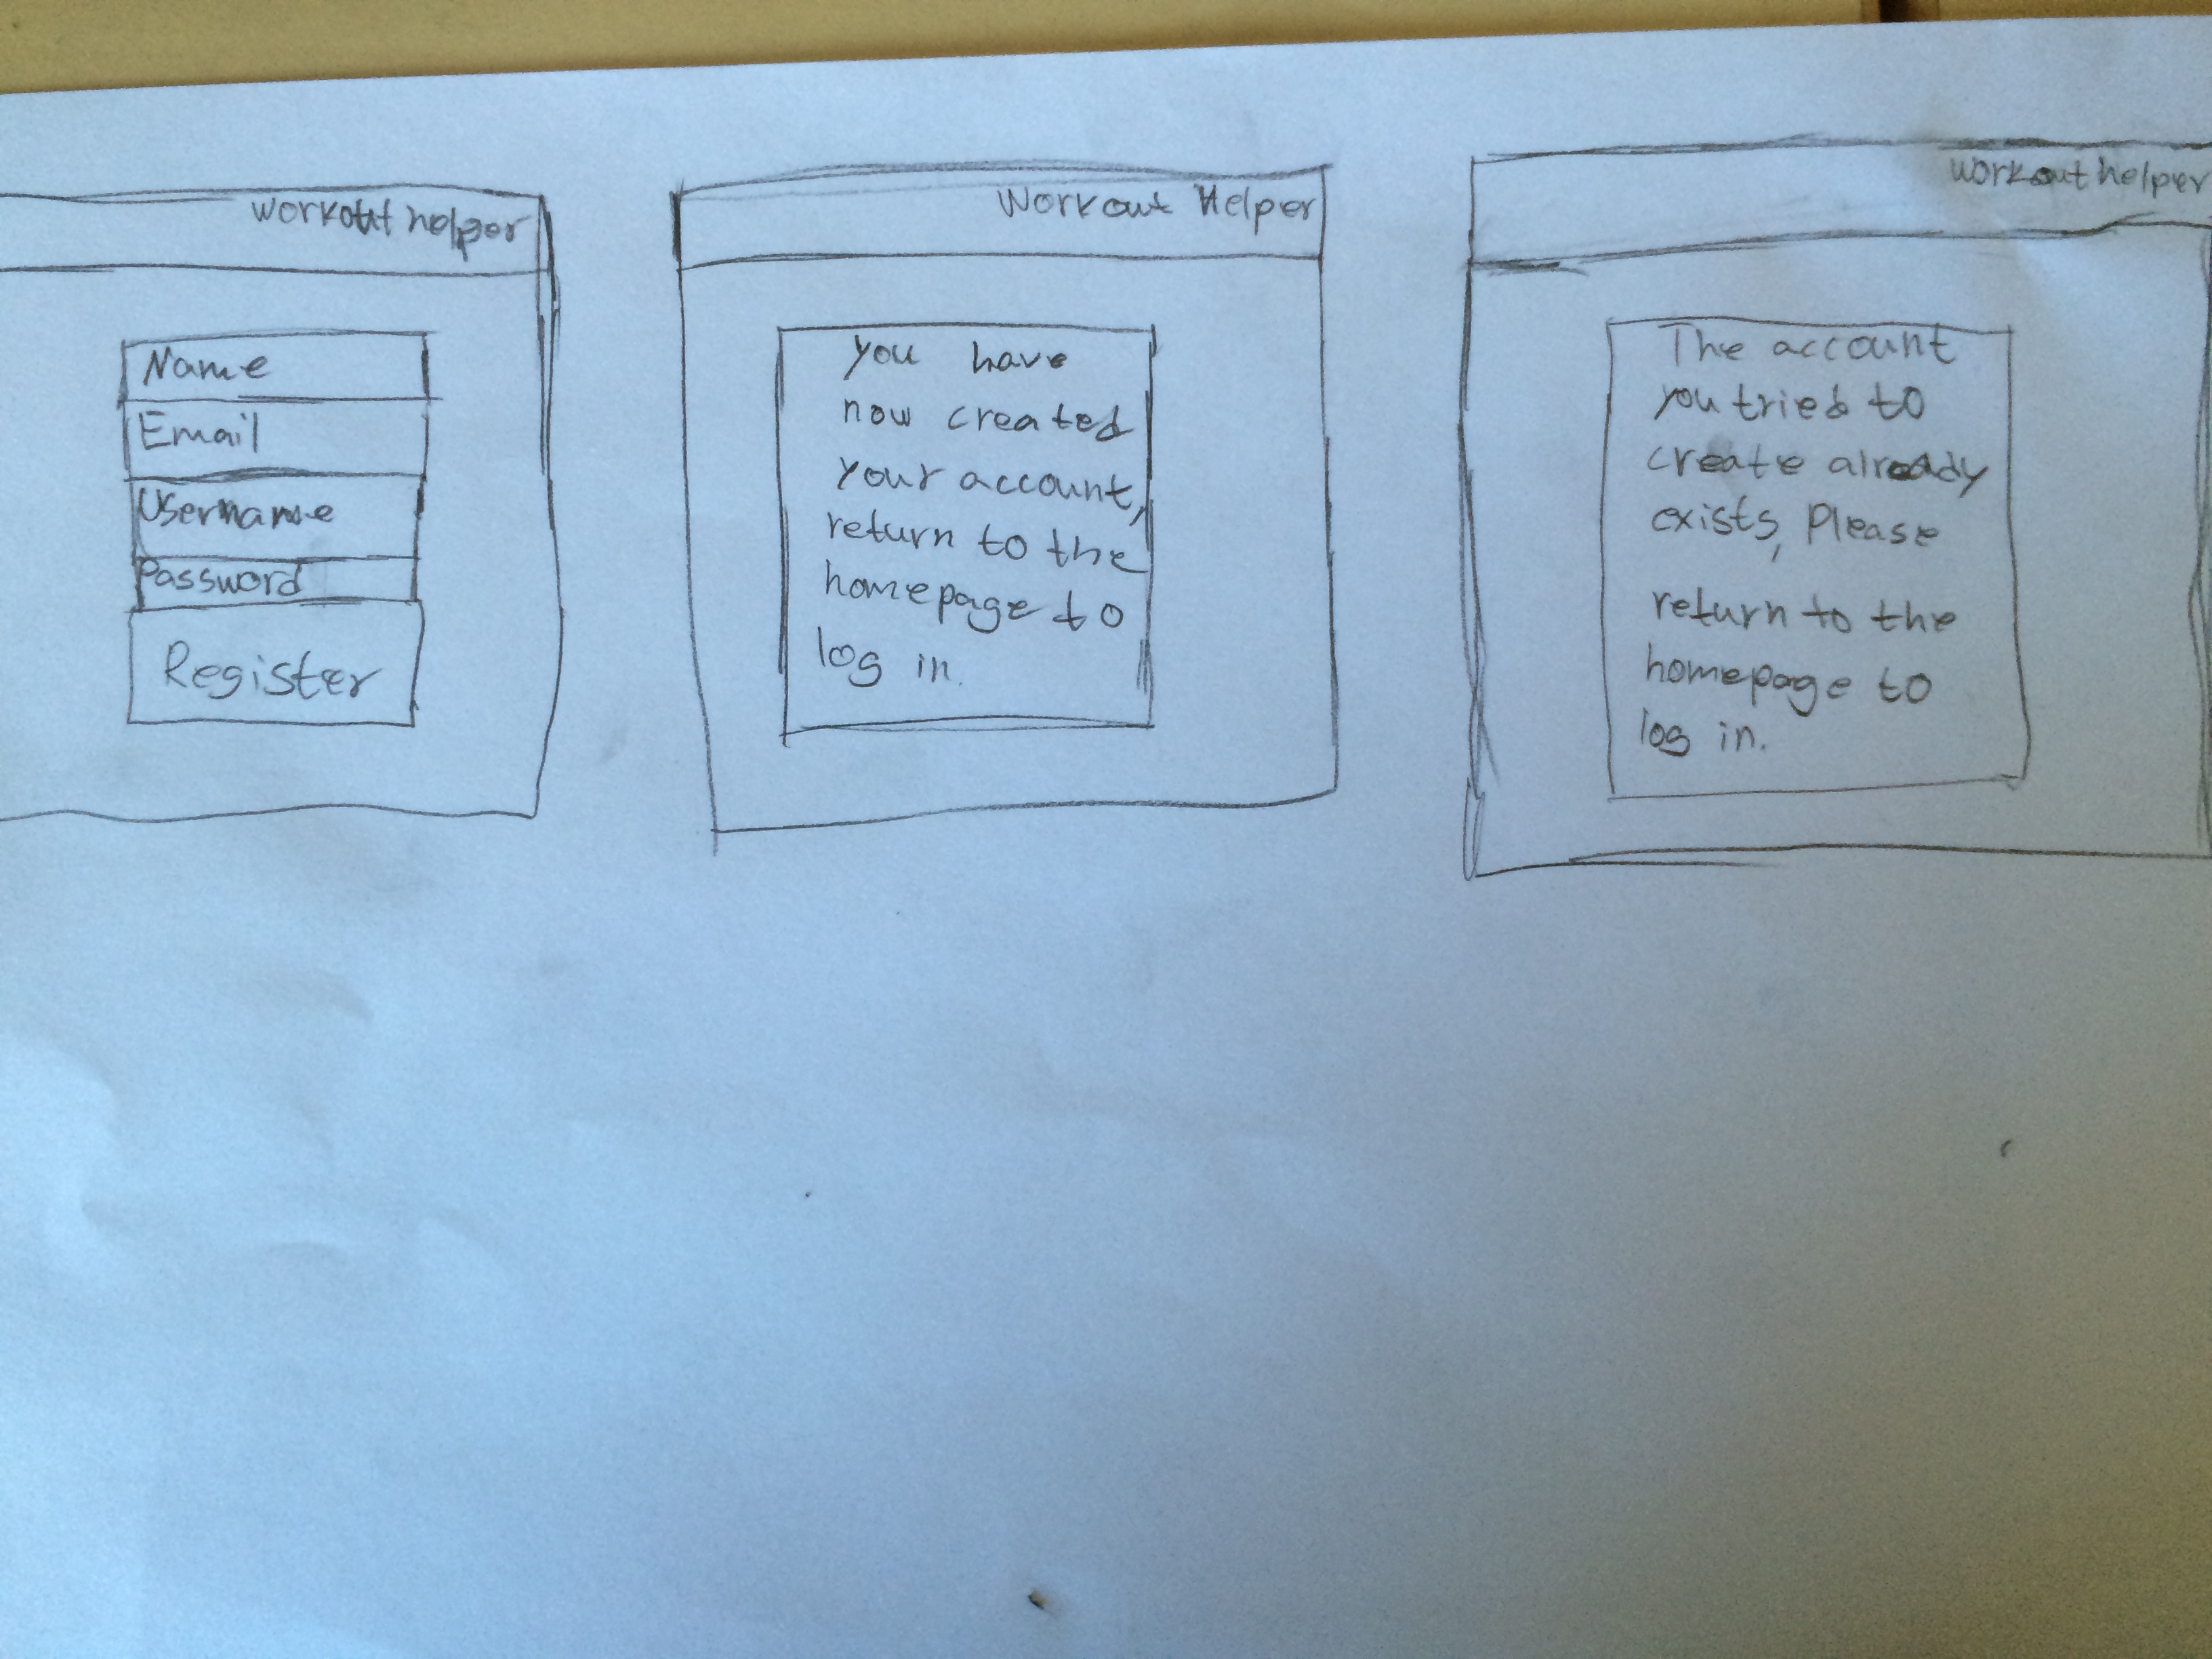 workout helper
Name
Email
Username
Password
Register
Workout Helper
you have
now created
your account,
return to the
homepage to
log in.
workout helper
The account
you tried to
create already
exists, Please
return to the
homepage to
log in.